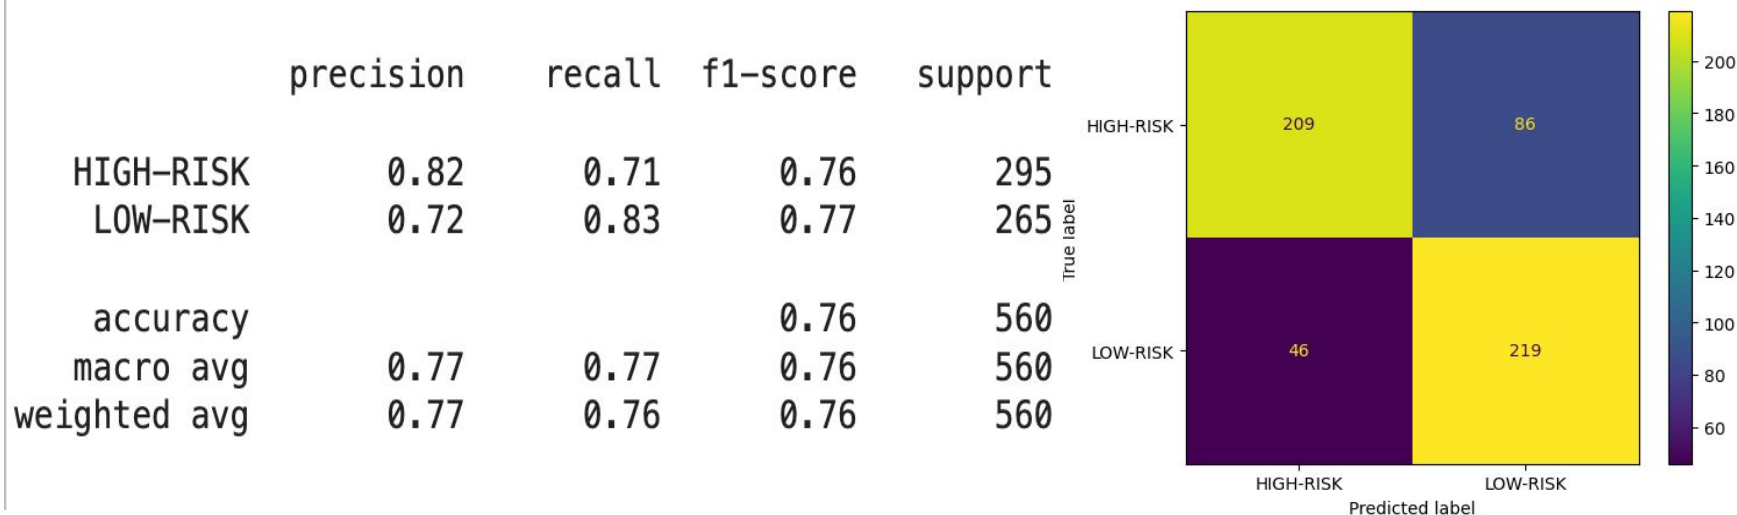 precision recall f1-score support
HIGH-RISK 0.82 0.71 0.76 295
LOW-RISK 0.72 0.83 0.77 265
accuracy 0.76 560
macro avg 0.77 0.77 0.76 560
weighted avg 0.77 0.76 0.76 560
True label
HIGH-RISK 209 86
LOW-RISK 46 219
HIGH-RISK LOW-RISK
Predicted label
200
180
160
140
120
100
80
60